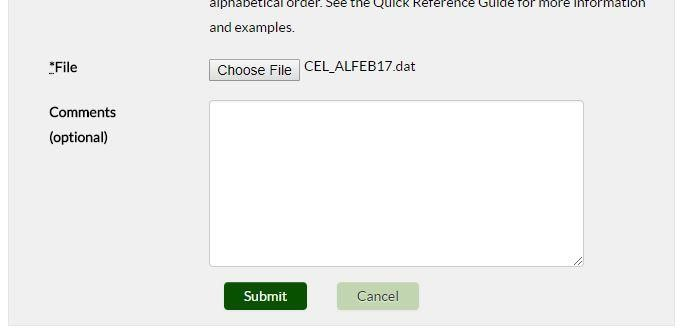 alphabetical order. See the Quick Reference Guide for more information
and examples.
*File
Choose File CEL_ALFEB17.dat
Comments
(optional)
Submit
Cancel